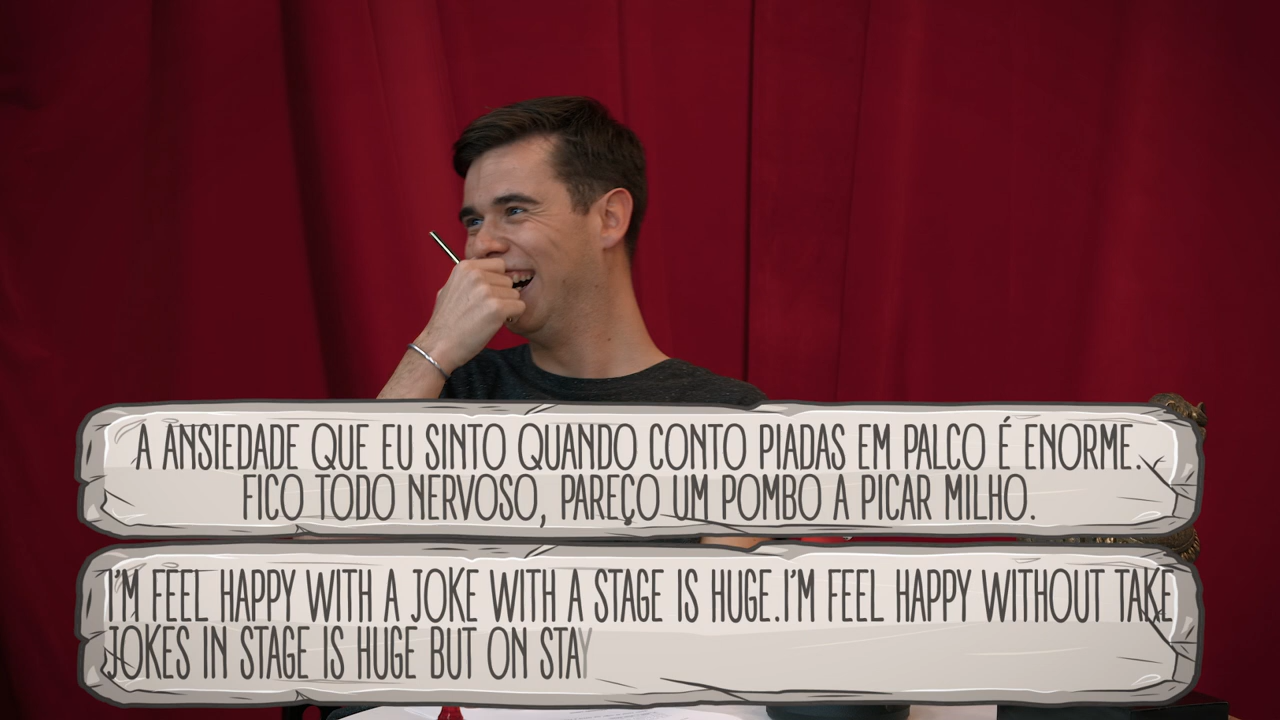 A ANSIEDADE QUE EU SINTO QUANDO CONTO PIADAS EM PALCO É ENORME.
FICO TODO NERVOSO, PAREÇO UM POMBO A PICAR MILHO.
I'M FEEL HAPPY WITH A JOKE WITH A STAGE IS HUGE.I'M FEEL HAPPY WITHOUT TAKE
JOKES IN STAGE IS HUGE BUT ON STAY